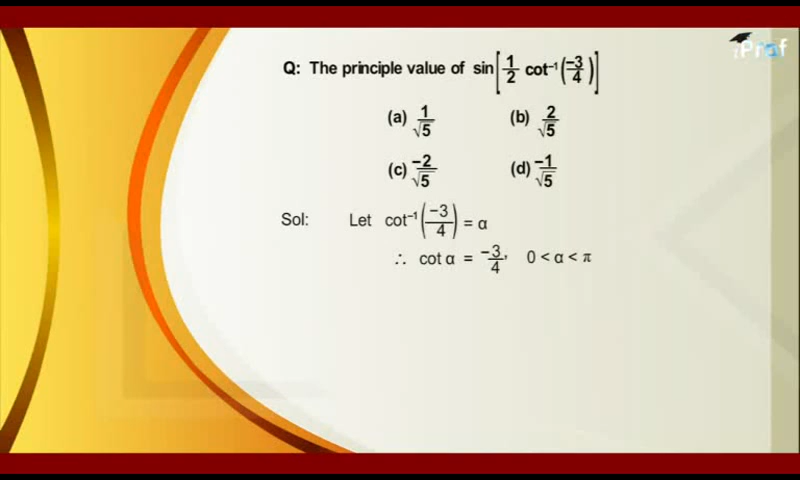 iProf
Q: The principle value of sin[1/2 cot⁻¹(−3/4)]
(a) 1/√5 (b) 2/√5
(c) −2/√5 (d) −1/√5
Sol: Let cot⁻¹(−3/4) = α
∴ cot α = −3/4, 0 < α < π